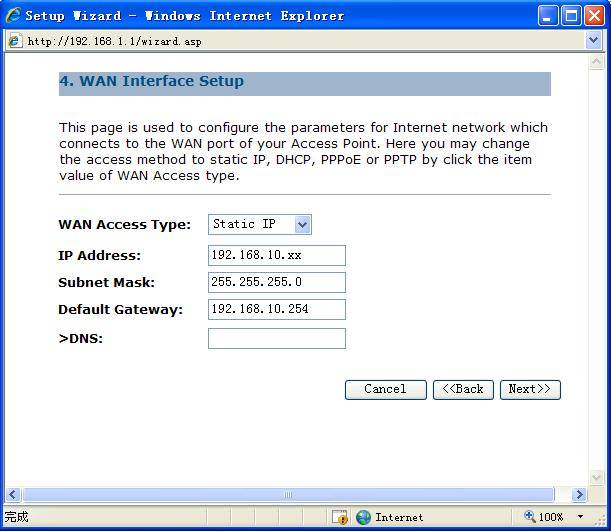 Setup Wizard - Windows Internet Explorer
http://192.168.1.1/wizard.asp
4. WAN Interface Setup
This page is used to configure the parameters for Internet network which
connects to the WAN port of your Access Point. Here you may change
the access method to static IP, DHCP, PPPoE or PPTP by click the item
value of WAN Access type.
WAN Access Type: Static IP
IP Address: 192.168.10.xx
Subnet Mask: 255.255.255.0
Default Gateway: 192.168.10.254
>DNS:
Cancel <<Back Next>>
完成 Internet 100%